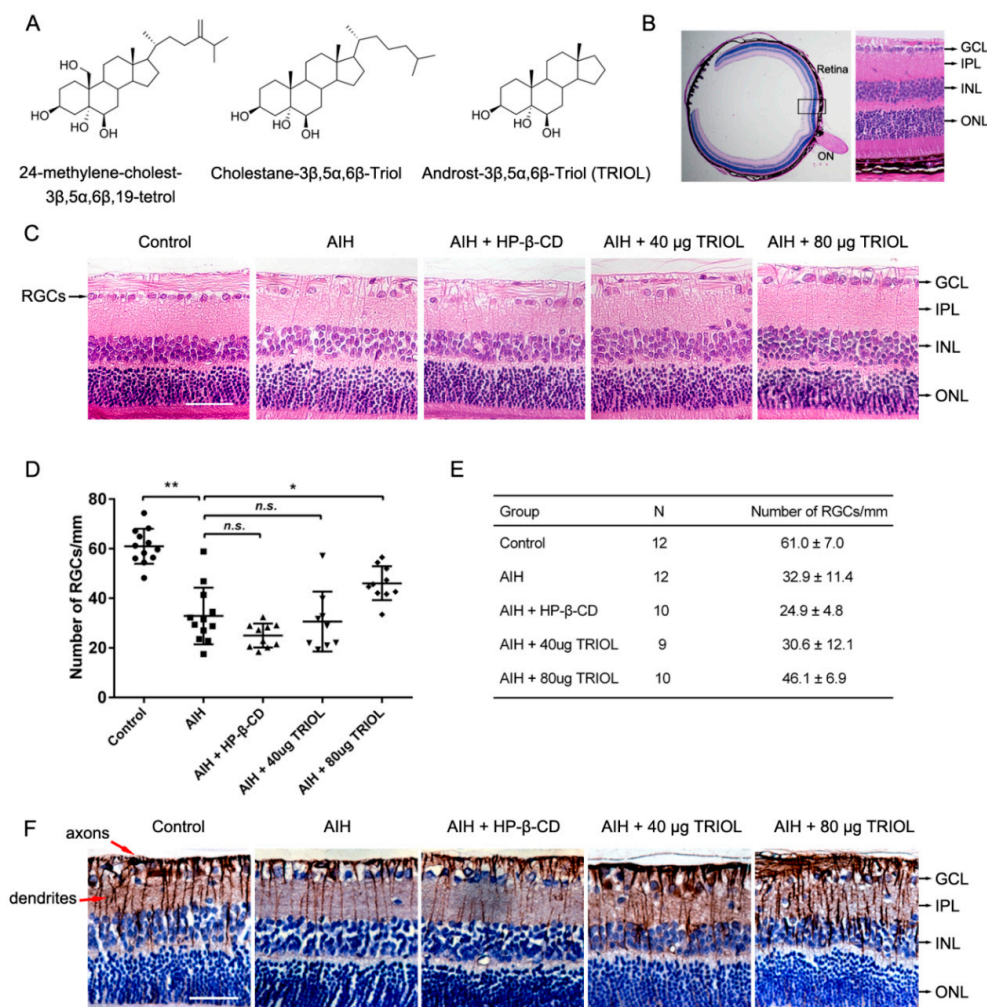 A
HO
HO
OH
OH
24-methylene-cholest-
3β,5α,6β,19-tetrol
HO
OH
OH
Cholestane-3β,5α,6β-Triol
HO
OH
OH
Androst-3β,5α,6β-Triol (TRIOL)
B
Retina
ON
GCL
IPL
INL
ONL
C
Control
AIH
AIH + HP-β-CD
AIH + 40 µg TRIOL
AIH + 80 µg TRIOL
RGCs
GCL
IPL
INL
ONL
D
Number of RGCs/mm
80
60
40
20
0
**
*
n.s.
n.s.
Control
AIH
AIH + HP-β-CD
AIH + 40ug TRIOL
AIH + 80ug TRIOL
E
Group N Number of RGCs/mm
Control 12 61.0 ± 7.0
AIH 12 32.9 ± 11.4
AIH + HP-β-CD 10 24.9 ± 4.8
AIH + 40ug TRIOL 9 30.6 ± 12.1
AIH + 80ug TRIOL 10 46.1 ± 6.9
F
axons
dendrites
Control
AIH
AIH + HP-β-CD
AIH + 40 µg TRIOL
AIH + 80 µg TRIOL
GCL
IPL
INL
ONL